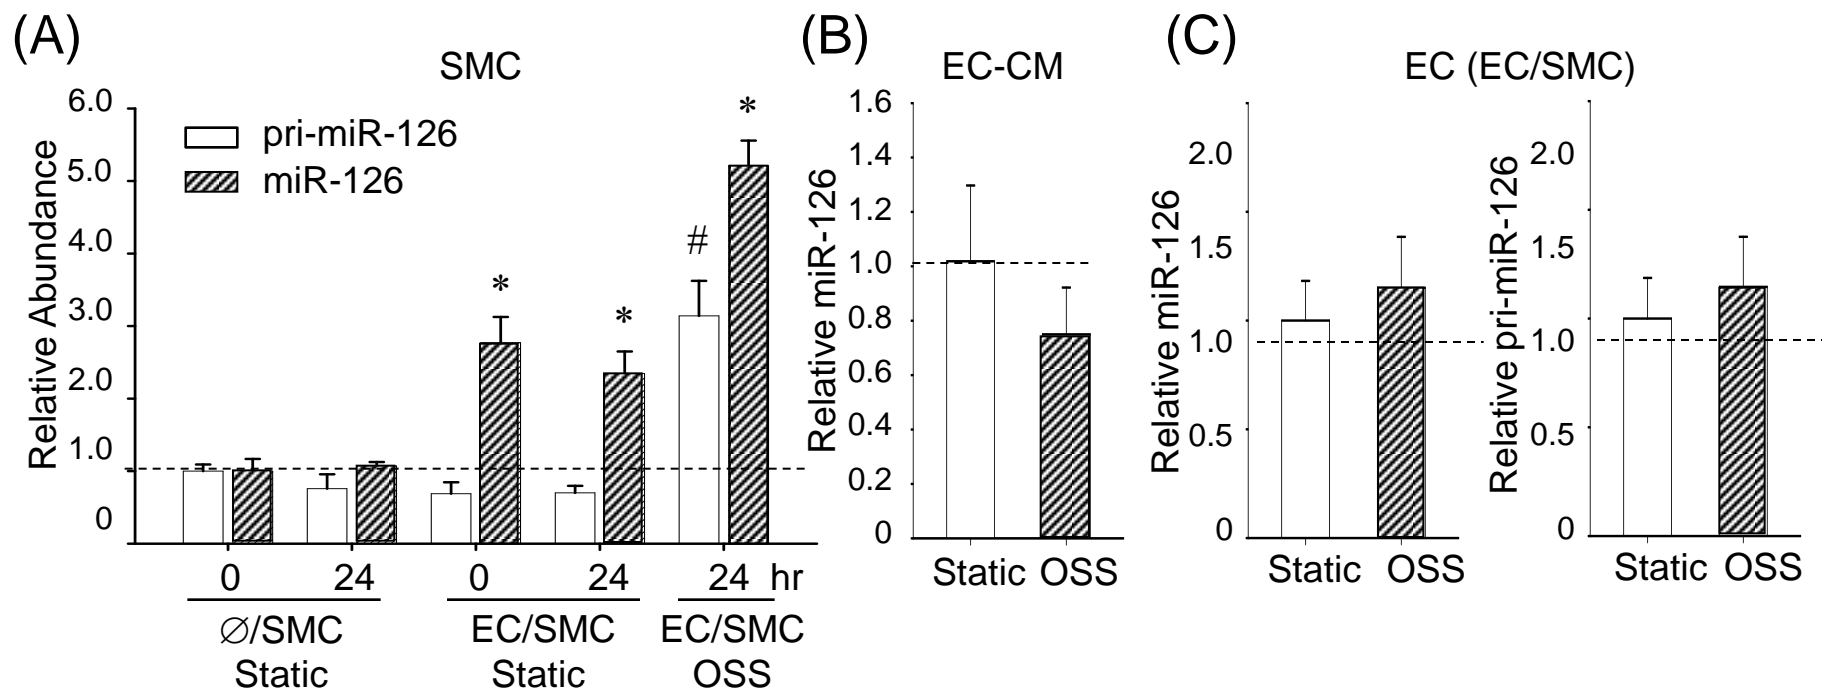 (A)
SMC
Relative Abundance
6.0
5.0
4.0
3.0
2.0
1.0
0
pri-miR-126
miR-126
*
*
#
*
0
24
0
24
24 hr
∅/SMC
Static
EC/SMC
Static
EC/SMC
OSS
(B)
EC-CM
Relative miR-126
1.6
1.4
1.2
1.0
0.8
0.6
0.4
0.2
0
Static OSS
(C)
EC (EC/SMC)
Relative miR-126
2.0
1.5
1.0
0.5
0
Static OSS
Relative pri-miR-126
2.0
1.5
1.0
0.5
0
Static OSS